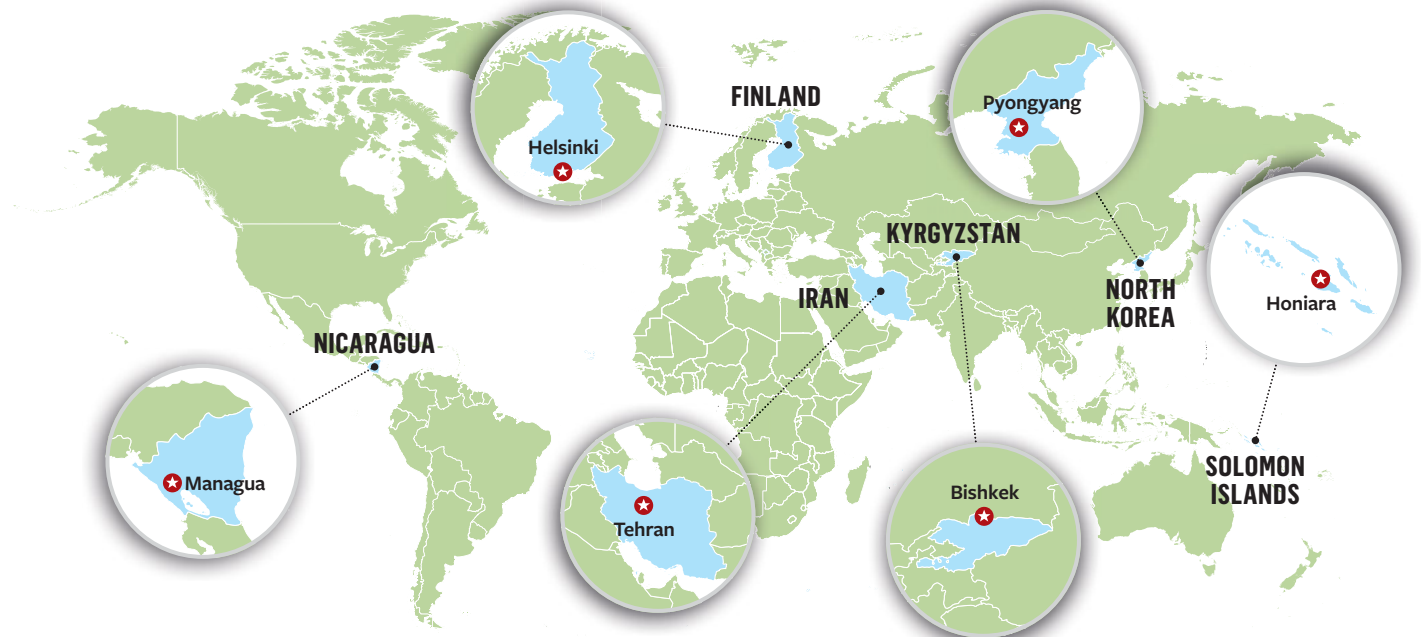 FINLAND
Pyongyang
Helsinki
KYRGYZSTAN
IRAN
NORTH
KOREA
Honiara
NICARAGUA
SOLOMON
ISLANDS
Managua
Bishkek
Tehran